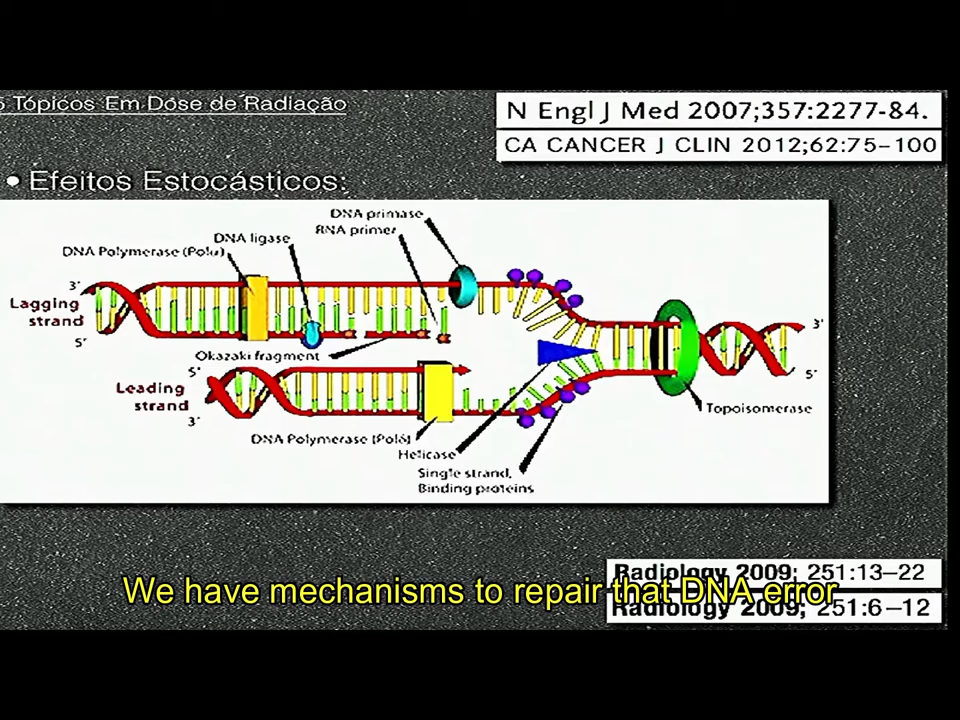 5 Tópicos Em Dose de Radiação
N Engl J Med 2007;357:2277-84.
CA CANCER J CLIN 2012;62:75–100
• Efeitos Estocásticos:
DNA primase
RNA primer
DNA ligase
DNA Polymerase (Polα)
3'
Lagging
strand
5'
Okazaki fragment
5'
Leading
strand
3'
3'
5'
Topoisomerase
DNA Polymerase (Polδ)
Helicase
Single strand,
Binding proteins
Radiology 2009; 251:13–22
We have mechanisms to repair that DNA error
Radiology 2009; 251:6–12